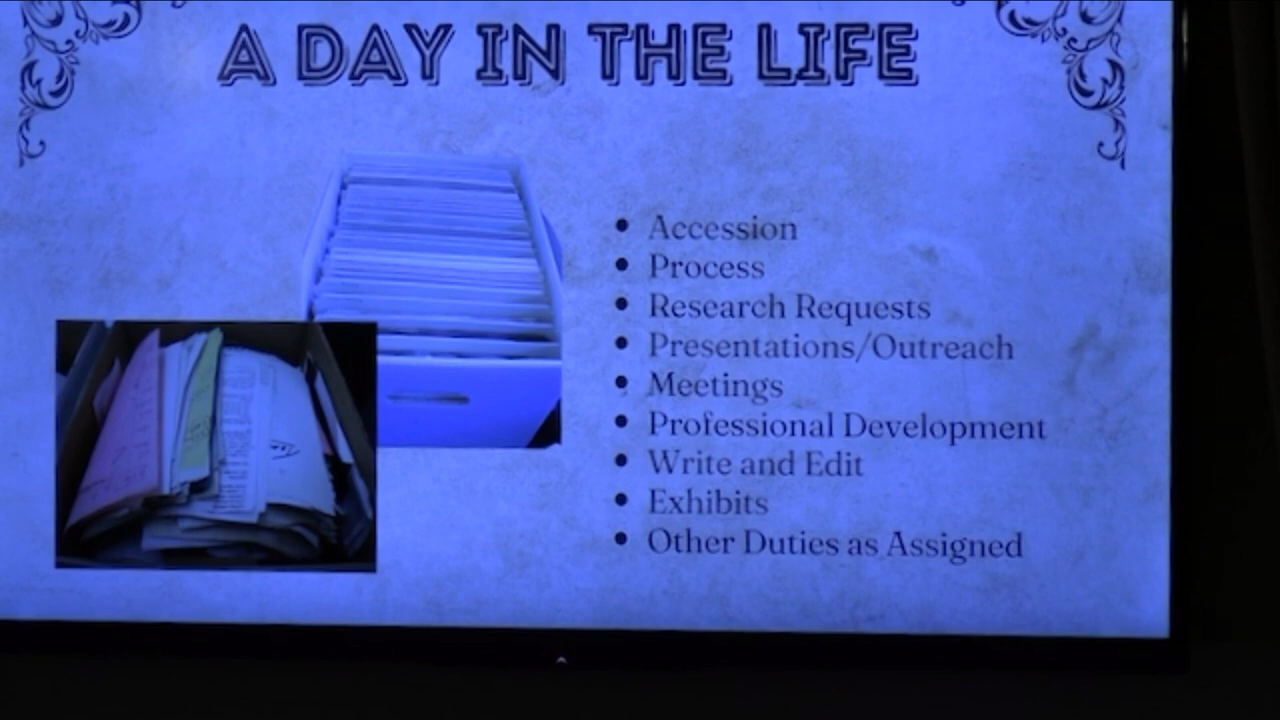 A DAY IN THE LIFE
Accession
Process
Research Requests
Presentations/Outreach
Meetings
Professional Development
Write and Edit
Exhibits
Other Duties as Assigned